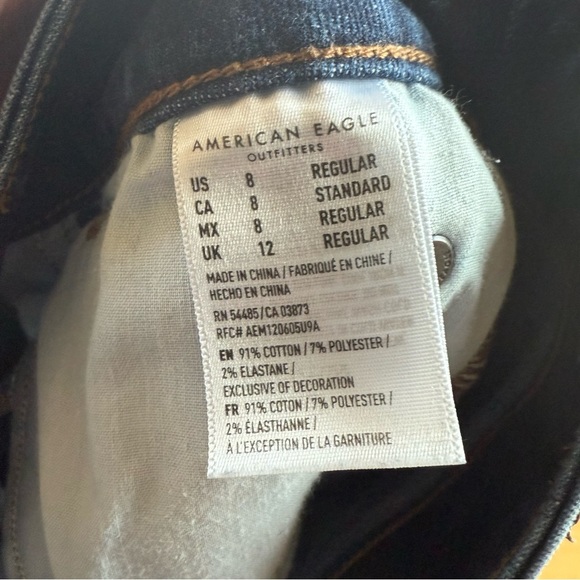 AMERICAN EAGLE
OUTFITTERS
US 8 REGULAR
CA 8 STANDARD
MX 8 REGULAR
UK 12 REGULAR
MADE IN CHINA / FABRIQUÉ EN CHINE /
HECHO EN CHINA
RN 54485 / CA 03873
RFC# AEM120605U9A
EN 91% COTTON / 7% POLYESTER /
2% ELASTANE /
EXCLUSIVE OF DECORATION
FR 91% COTON / 7% POLYESTER /
2% ÉLASTHANNE /
À L'EXCEPTION DE LA GARNITURE